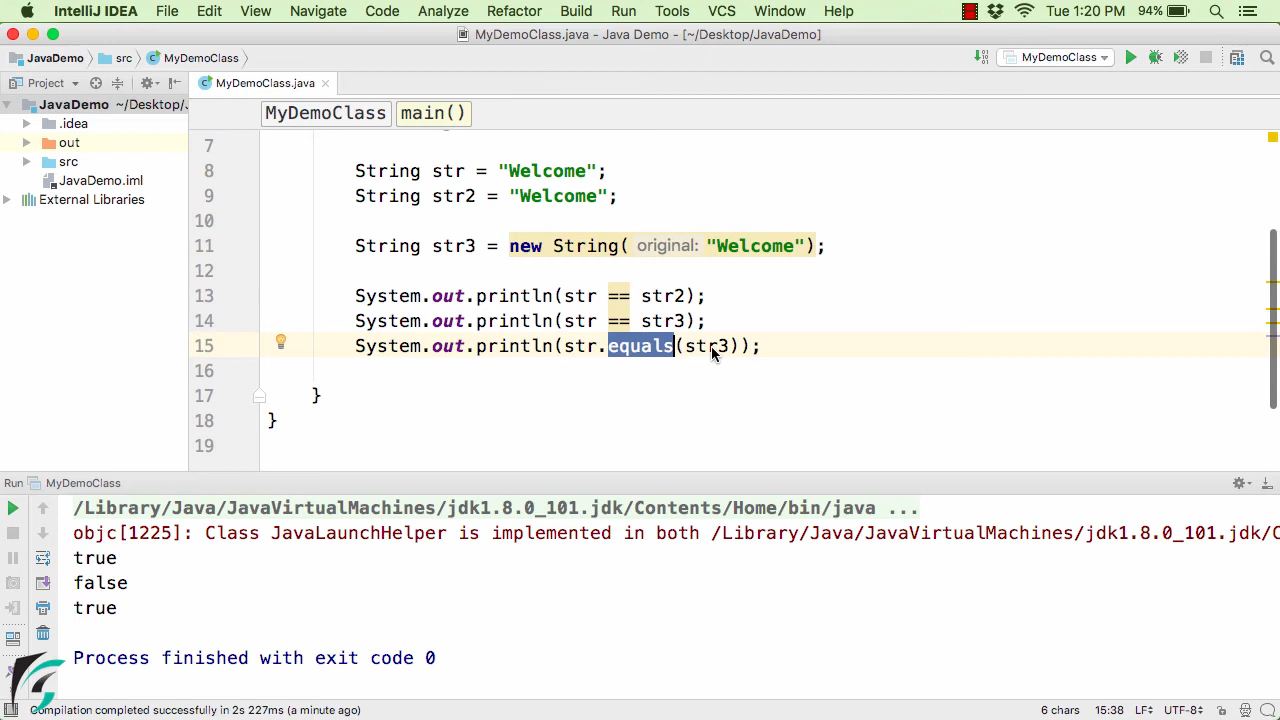 IntelliJ IDEA File Edit View Navigate Code Analyze Refactor Build Run Tools VCS Window Help Tue 1:20 PM 94%
MyDemoClass.java - Java Demo - [~/Desktop/JavaDemo]
JavaDemo src MyDemoClass MyDemoClass
Project MyDemoClass.java
JavaDemo ~/Desktop/J
MyDemoClass main()
.idea
out
src
JavaDemo.iml
External Libraries
7
8 String str = "Welcome";
9 String str2 = "Welcome";
10
11 String str3 = new String( original: "Welcome");
12
13 System.out.println(str == str2);
14 System.out.println(str == str3);
15 System.out.println(str.equals(str3));
16
17 }
18 }
19
Run MyDemoClass
/Library/Java/JavaVirtualMachines/jdk1.8.0_101.jdk/Contents/Home/bin/java ...
objc[1225]: Class JavaLaunchHelper is implemented in both /Library/Java/JavaVirtualMachines/jdk1.8.0_101.jdk/C
true
false
true
Process finished with exit code 0
Compilation completed successfully in 2s 227ms (a minute ago) 6 chars 15:38 LF÷ UTF-8÷